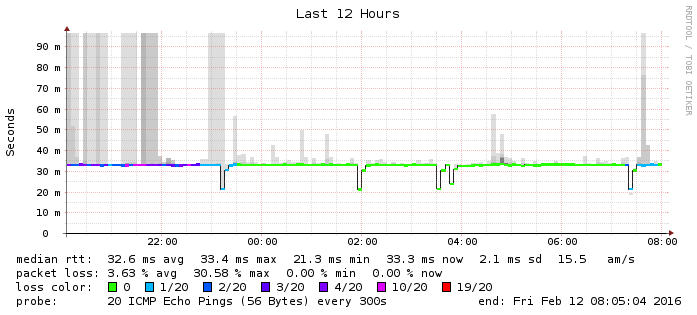 Last 12 Hours
RRDTOOL / TOBI OETIKER
Seconds
90 m
80 m
70 m
60 m
50 m
40 m
30 m
20 m
10 m
0
22:00 00:00 02:00 04:00 06:00 08:00
median rtt: 32.6 ms avg 33.4 ms max 21.3 ms min 33.3 ms now 2.1 ms sd 15.5 am/s
packet loss: 3.63 % avg 30.58 % max 0.00 % min 0.00 % now
loss color: 0 1/20 2/20 3/20 4/20 10/20 19/20
probe: 20 ICMP Echo Pings (56 Bytes) every 300s end: Fri Feb 12 08:05:04 2016